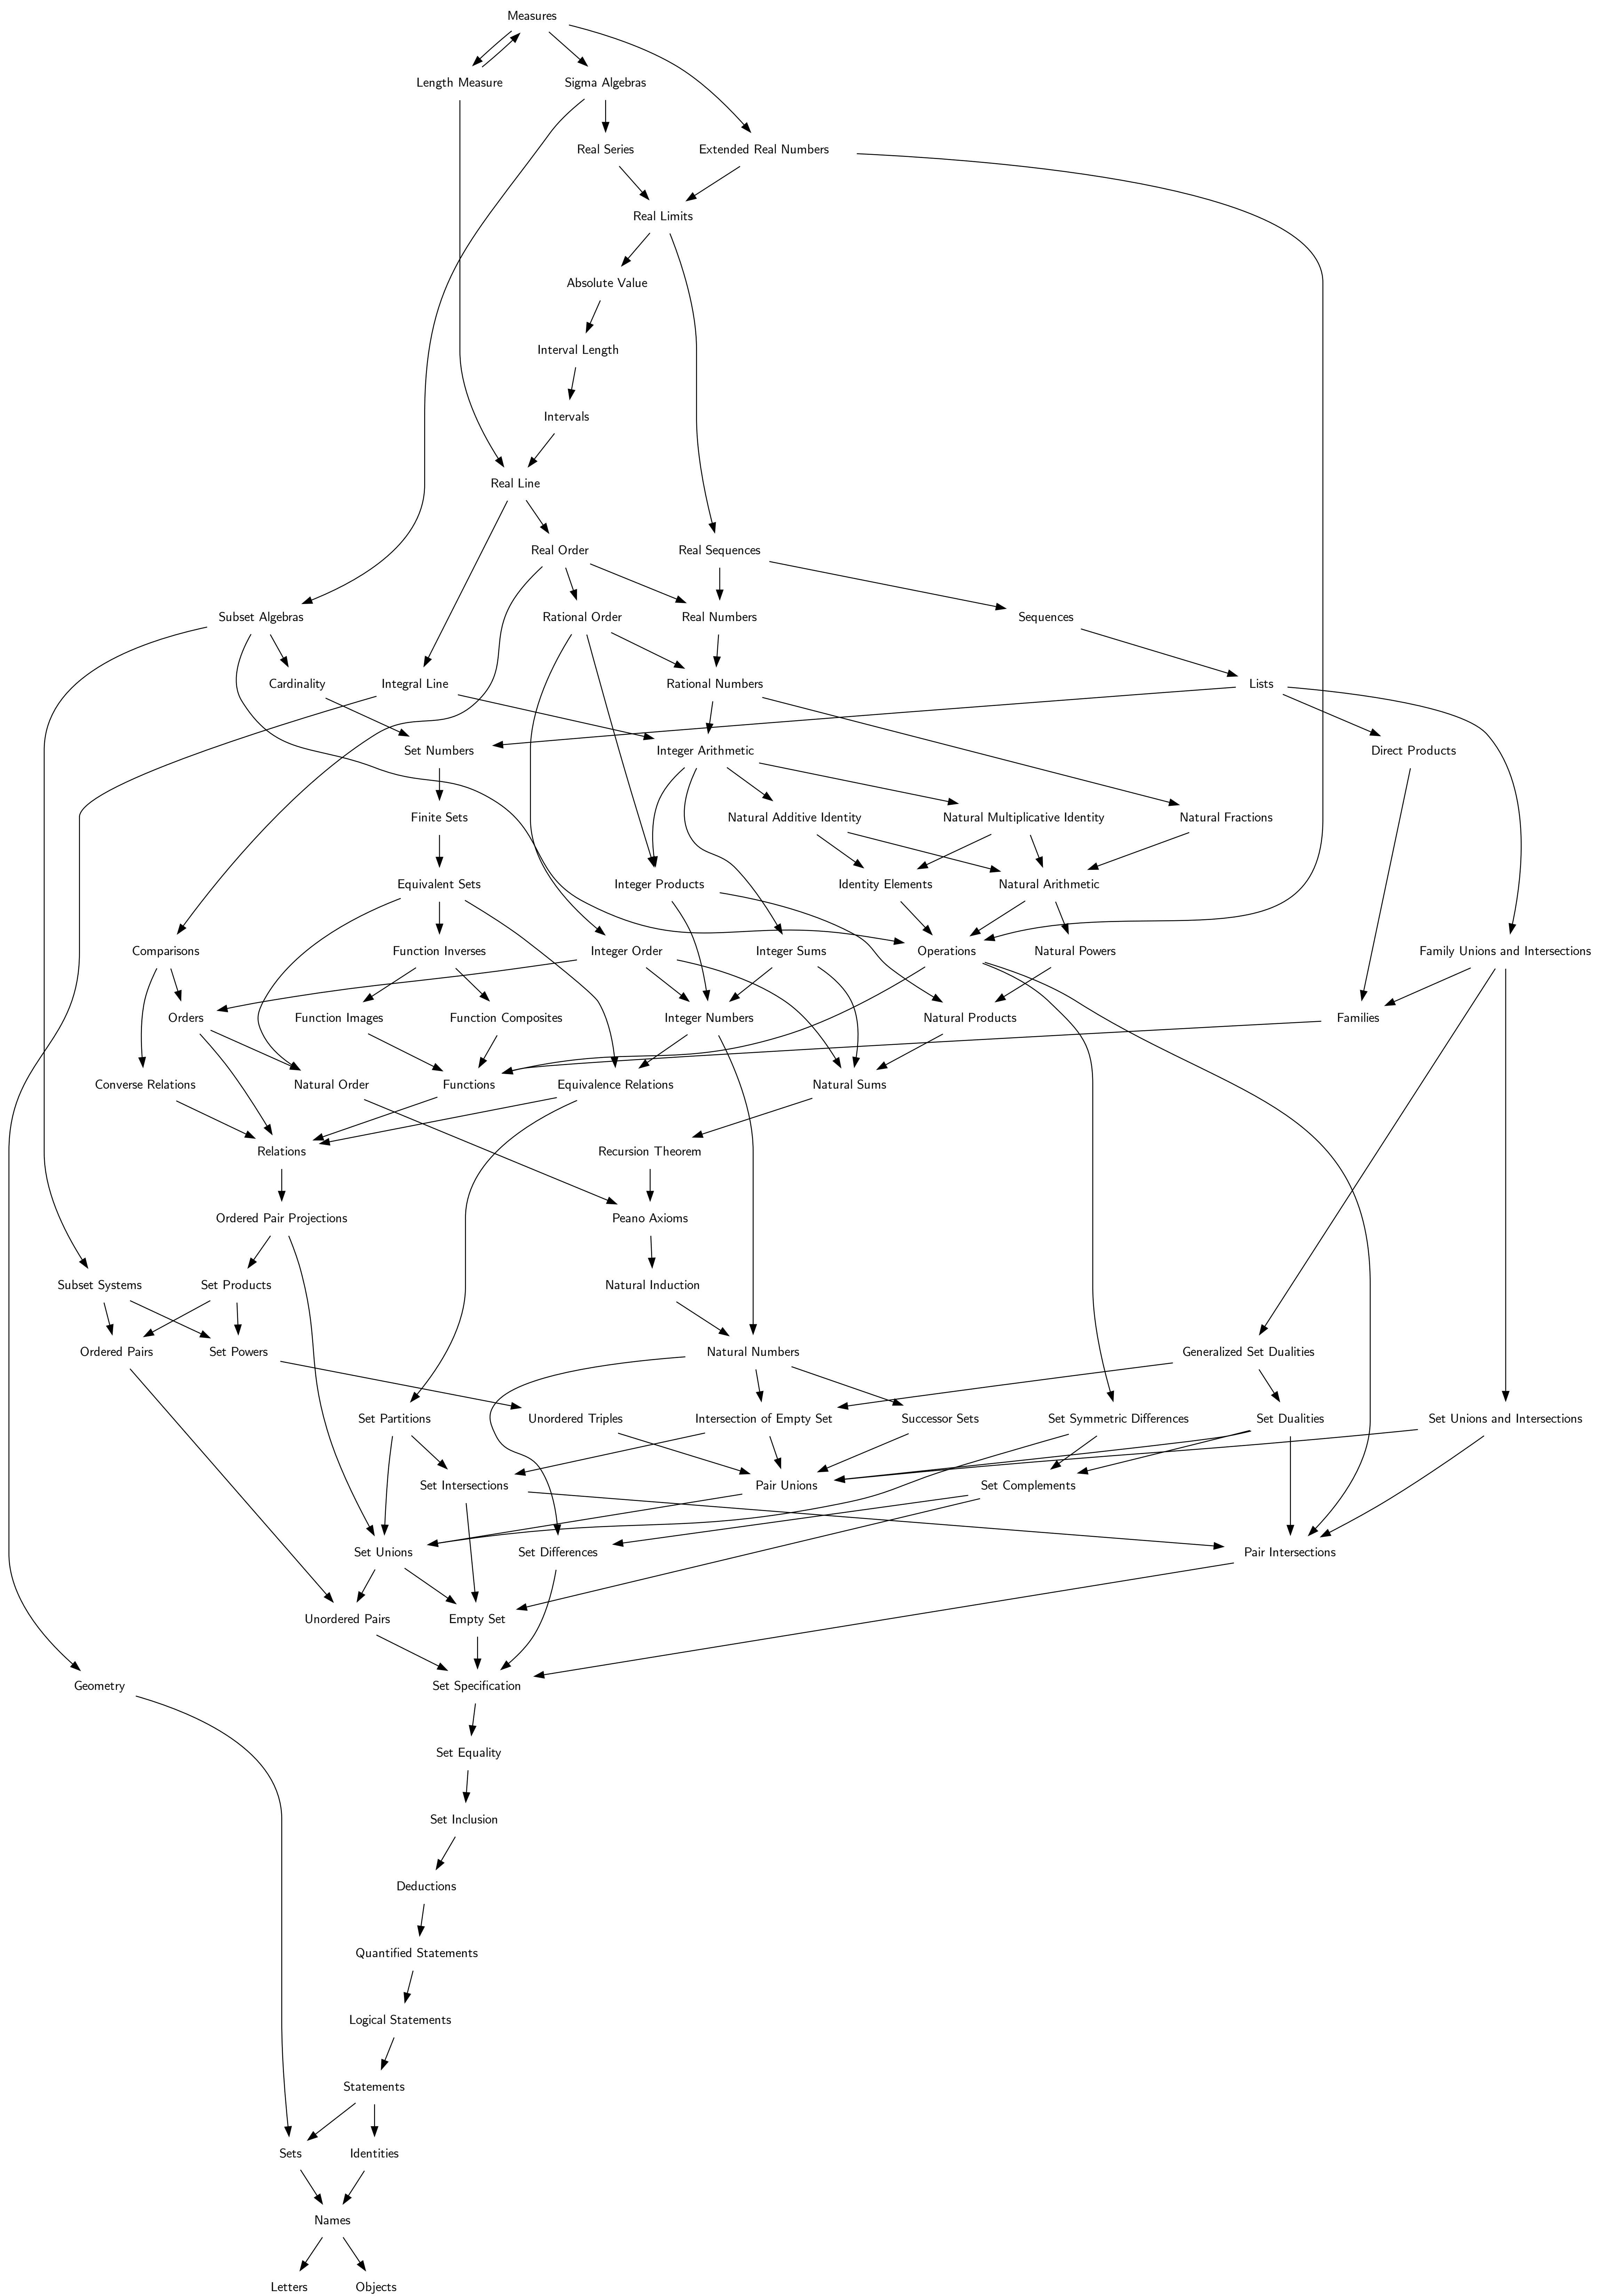 Measures
Length Measure
Sigma Algebras
Real Series
Extended Real Numbers
Real Limits
Absolute Value
Interval Length
Intervals
Real Line
Real Order
Real Sequences
Subset Algebras
Rational Order
Real Numbers
Sequences
Cardinality
Integral Line
Rational Numbers
Lists
Set Numbers
Integer Arithmetic
Direct Products
Finite Sets
Natural Additive Identity
Natural Multiplicative Identity
Natural Fractions
Equivalent Sets
Integer Products
Identity Elements
Natural Arithmetic
Comparisons
Function Inverses
Integer Order
Integer Sums
Operations
Natural Powers
Family Unions and Intersections
Orders
Function Images
Function Composites
Integer Numbers
Natural Products
Families
Converse Relations
Natural Order
Functions
Equivalence Relations
Natural Sums
Relations
Recursion Theorem
Ordered Pair Projections
Peano Axioms
Subset Systems
Set Products
Natural Induction
Ordered Pairs
Set Powers
Natural Numbers
Generalized Set Dualities
Set Partitions
Unordered Triples
Intersection of Empty Set
Successor Sets
Set Symmetric Differences
Set Dualities
Set Unions and Intersections
Set Intersections
Pair Unions
Set Complements
Set Unions
Set Differences
Pair Intersections
Unordered Pairs
Empty Set
Geometry
Set Specification
Set Equality
Set Inclusion
Deductions
Quantified Statements
Logical Statements
Statements
Sets
Identities
Names
Letters
Objects